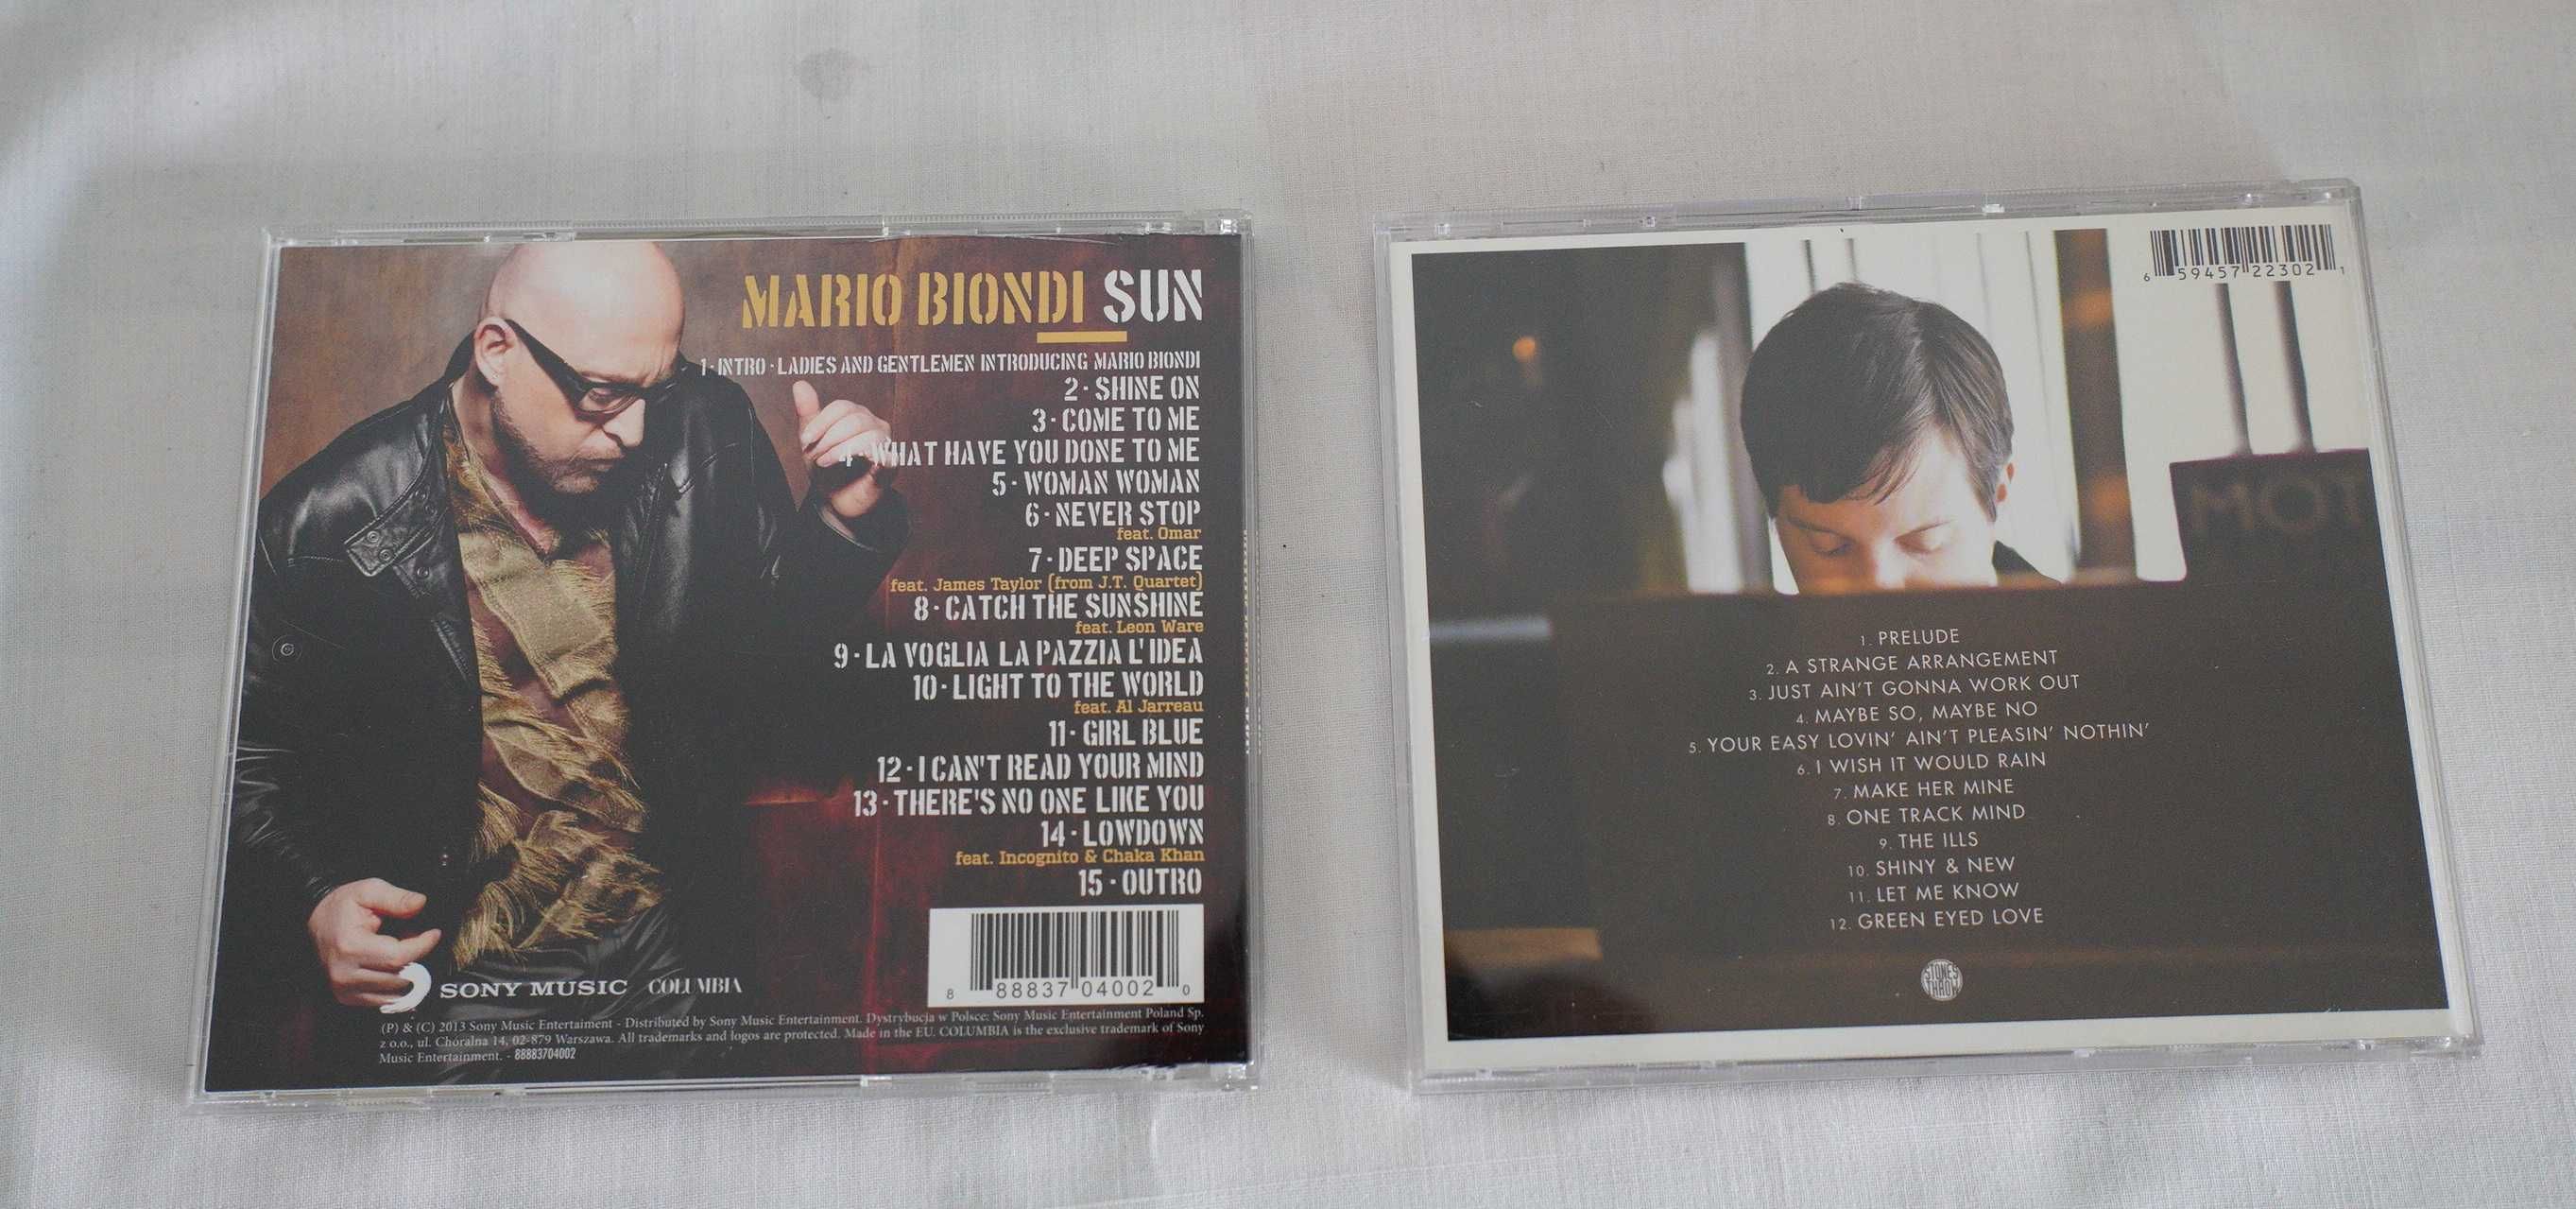 MARIO BIONDI SUN
1 · INTRO · LADIES AND GENTLEMEN INTRODUCING MARIO BIONDI
2 · SHINE ON
3 · COME TO ME
4 · WHAT HAVE YOU DONE TO ME
5 · WOMAN WOMAN
6 · NEVER STOP
feat. Omar
7 · DEEP SPACE
feat. James Taylor (from J.T. Quartet)
8 · CATCH THE SUNSHINE
feat. Leon Ware
9 · LA VOGLIA LA PAZZIA L'IDEA
10 · LIGHT TO THE WORLD
feat. Al Jarreau
11 · GIRL BLUE
12 · I CAN'T READ YOUR MIND
13 · THERE'S NO ONE LIKE YOU
14 · LOWDOWN
feat. Incognito & Chaka Khan
15 · OUTRO
8 88837 04002 0
SONY MUSIC COLUMBIA
(P) & (C) 2013 Sony Music Entertaiment - Distributed by Sony Music Entertainment. Dystrybucja w Polsce: Sony Music Entertainment Poland Sp.
z o.o., ul. Chóralna 14, 02-879 Warszawa. All trademarks and logos are protected. Made in the EU. COLUMBIA is the exclusive trademark of Sony
Music Entertainment. - 88883704002
6 59457 22302 1
MOT
1. PRELUDE
2. A STRANGE ARRANGEMENT
3. JUST AIN'T GONNA WORK OUT
4. MAYBE SO, MAYBE NO
5. YOUR EASY LOVIN' AIN'T PLEASIN' NOTHIN'
6. I WISH IT WOULD RAIN
7. MAKE HER MINE
8. ONE TRACK MIND
9. THE ILLS
10. SHINY & NEW
11. LET ME KNOW
12. GREEN EYED LOVE
STONES
THROW